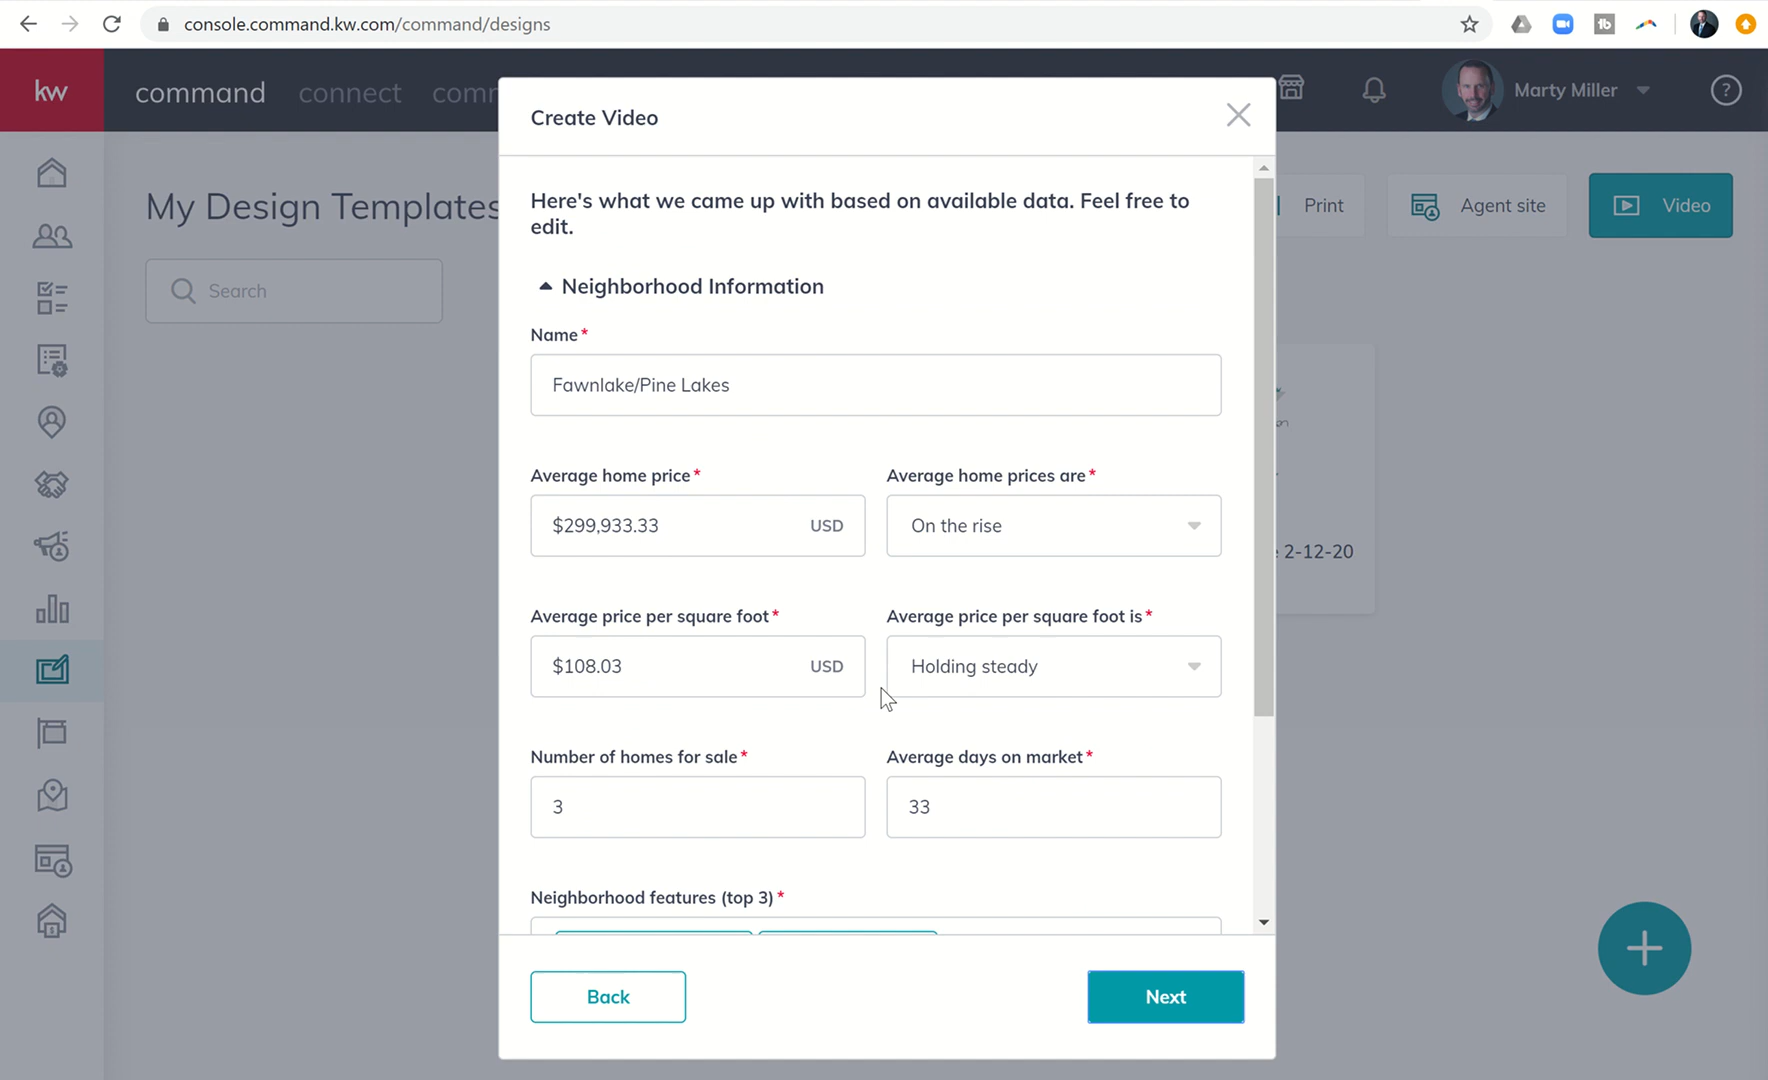 console.command.kw.com/command/designs
kw
command connect com
Marty Miller
?
Create Video
My Design Templates
Print
Agent site
Video
Search
Here's what we came up with based on available data. Feel free to
edit.
Neighborhood Information
Name*
Fawnlake/Pine Lakes
Average home price* Average home prices are*
$299,933.33 USD On the rise
2-12-20
Average price per square foot* Average price per square foot is*
$108.03 USD Holding steady
Number of homes for sale* Average days on market*
3 33
Neighborhood features (top 3)*
Back Next